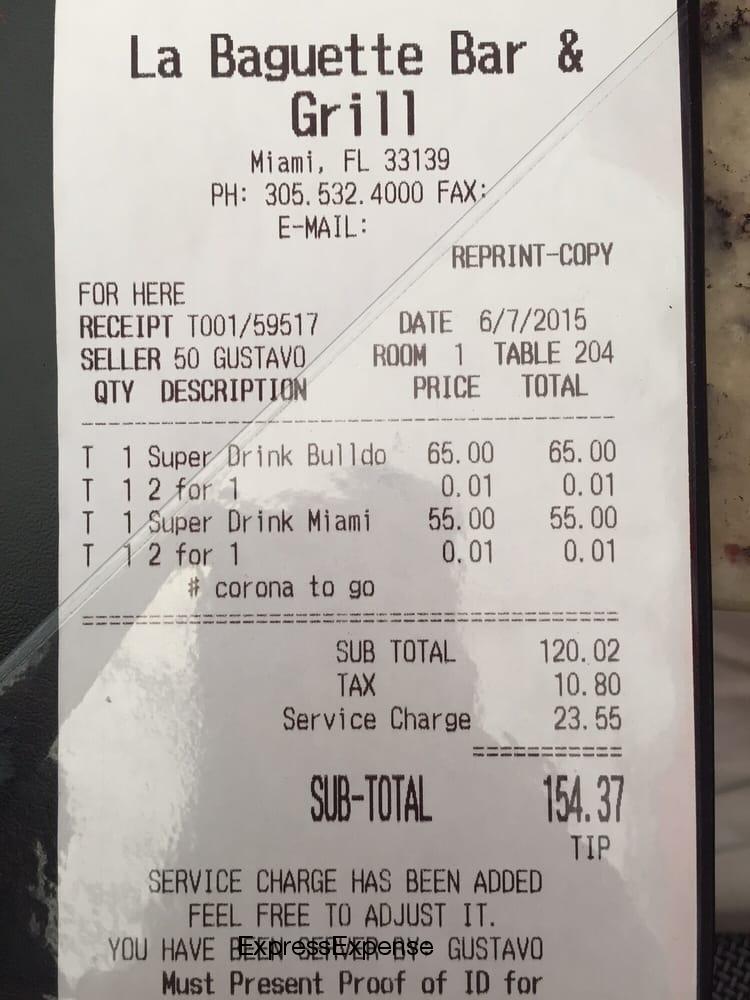 La Baguette Bar &
Grill
Miami, FL 33139
PH: 305.532.4000 FAX:
E-MAIL:
REPRINT-COPY
FOR HERE
RECEIPT T001/59517 DATE 6/7/2015
SELLER 50 GUSTAVO ROOM 1 TABLE 204
QTY DESCRIPTION PRICE TOTAL
T 1 Super Drink Bulldo 65.00 65.00
T 1 2 for 1 0.01 0.01
T 1 Super Drink Miami 55.00 55.00
T 1 2 for 1 0.01 0.01
# corona to go
SUB TOTAL 120.02
TAX 10.80
Service Charge 23.55
SUB-TOTAL 154.37
TIP
SERVICE CHARGE HAS BEEN ADDED
FEEL FREE TO ADJUST IT.
YOU HAVE BEEN SERVED BY: GUSTAVO
ExpressExpense
Must Present Proof of ID for